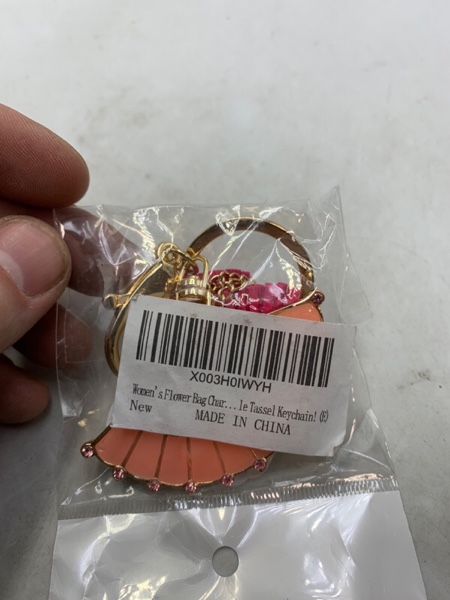 X003H0IWYH
Women's Flower Bag Char...le Tassel Keychain! (E)
New
MADE IN CHINA